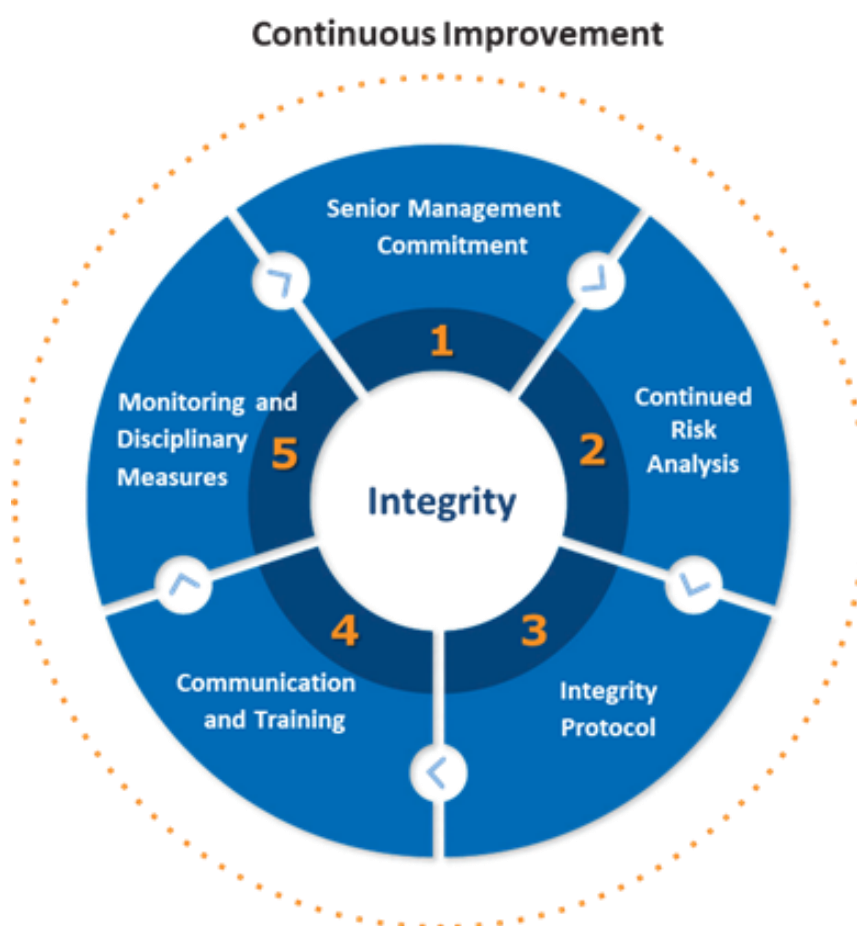 Continuous Improvement
Senior Management
Commitment
1
Continued
Risk
Analysis
2
Integrity
Protocol
3
Communication
and Training
4
Monitoring and
Disciplinary
Measures
5
Integrity